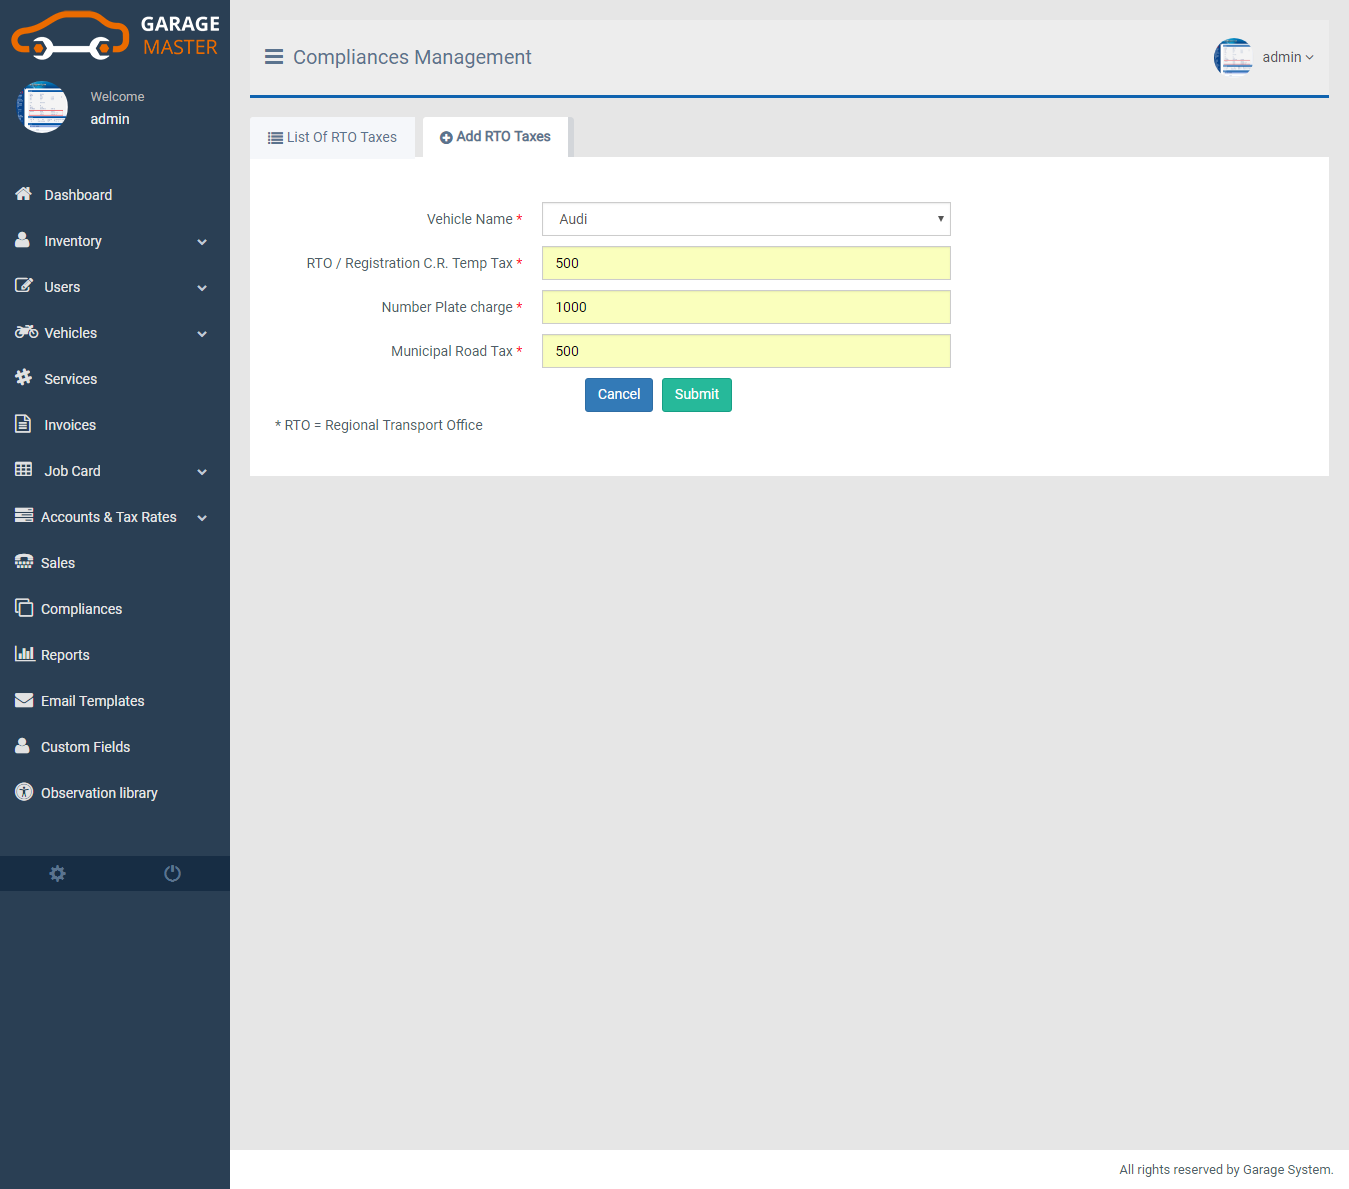 GARAGE
MASTER
Welcome
admin
Dashboard
Inventory
Users
Vehicles
Services
Invoices
Job Card
Accounts & Tax Rates
Sales
Compliances
Reports
Email Templates
Custom Fields
Observation library
Compliances Management
admin
List Of RTO Taxes
Add RTO Taxes
Vehicle Name * Audi
RTO / Registration C.R. Temp Tax * 500
Number Plate charge * 1000
Municipal Road Tax * 500
Cancel Submit
* RTO = Regional Transport Office
All rights reserved by Garage System.